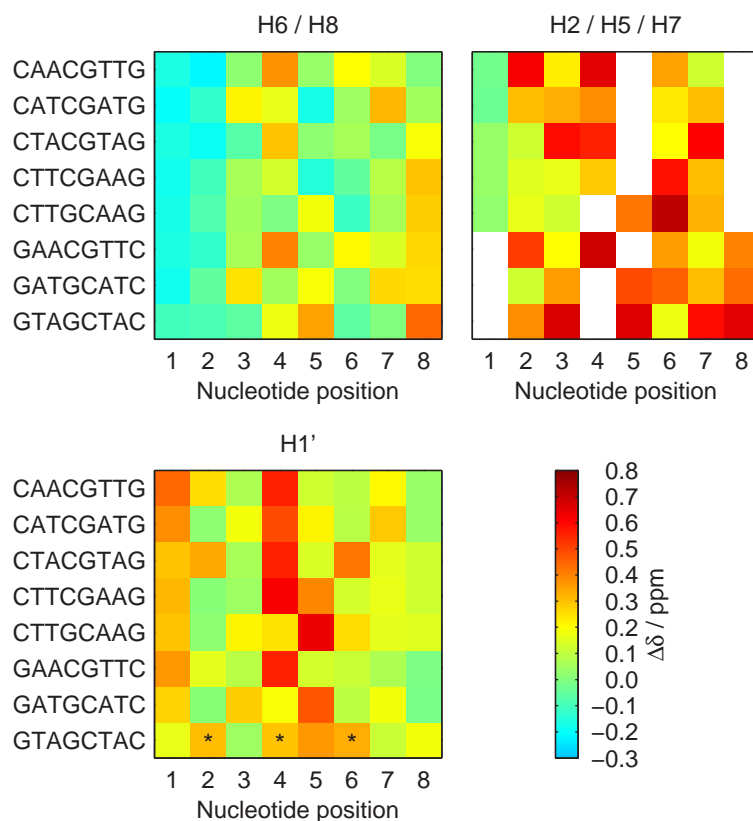 H6 / H8
CAACGTTG
CATCGATG
CTACGTAG
CTTCGAAG
CTTGCAAG
GAACGTTC
GATGCATC
GTAGCTAC
1 2 3 4 5 6 7 8
Nucleotide position
H2 / H5 / H7
1 2 3 4 5 6 7 8
Nucleotide position
H1’
CAACGTTG
CATCGATG
CTACGTAG
CTTCGAAG
CTTGCAAG
GAACGTTC
GATGCATC
GTAGCTAC
* * *
1 2 3 4 5 6 7 8
Nucleotide position
0.8
0.7
0.6
0.5
0.4
0.3
0.2
0.1
0.0
−0.1
−0.2
−0.3
Δδ / ppm